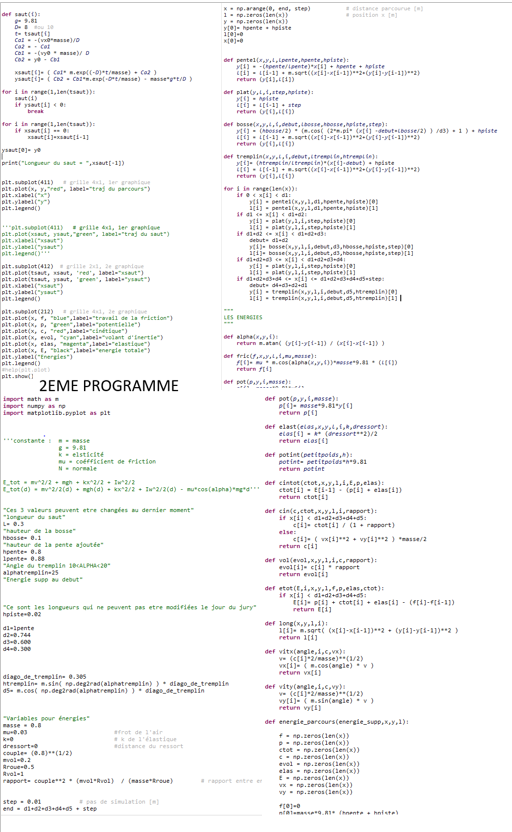 def saut(i):
    g= 9.81
    D= 8  #ou 10
    t= tsaut[i]
    Ca1 = -(vx0*masse)/D
    Ca2 = - Ca1
    Cb1 = -(vy0 * masse)/ D
    Cb2 = y0 - Cb1
    xsaut[i]= ( Ca1* m.exp((-D)*t/masse) + Ca2 )
    ysaut[i]= ( Cb2 + Cb1*m.exp(-D*t/masse) - masse*g*t/D )
for i in range(1,len(tsaut)):
    saut(i)
    if ysaut[i] < 0:
        break
for i in range(1,len(tsaut)):
    if xsaut[i] == 0:
        xsaut[i]=xsaut[i-1]
ysaut[0]= y0
print("Longueur du saut = ",xsaut[-1])
plt.subplot(411)   # grille 4x1, 1er graphique
plt.plot(x, y,"red", label="traj du parcours")
plt.xlabel("x")
plt.ylabel("y")
plt.legend()
'''plt.subplot(411)   # grille 4x1, 1er graphique
plt.plot(xsaut, ysaut,"green", label="traj du saut")
plt.xlabel("xsaut")
plt.ylabel("ysaut")
plt.legend()'''
plt.subplot(412)   # grille 2x1, 2e graphique
plt.plot(tsaut, xsaut, 'red', label="xsaut")
plt.plot(tsaut, ysaut, 'green', label="ysaut")
plt.xlabel("xsaut")
plt.ylabel("ysaut")
plt.legend()
plt.subplot(212)   # grille 4x1, 2e graphique
plt.plot(x, f, "blue",label="travail de la friction")
plt.plot(x, p, "green",label="potentielle")
plt.plot(x, c, "red",label="cinétique")
plt.plot(x, evol, "cyan",label="volant d'inertie")
plt.plot(x, elas, "magenta",label="elastique")
plt.plot(x, E, "black",label="energie totale")
plt.ylabel("Energies")
plt.legend()
#help(plt.plot)
plt.show()
x = np.arange(0, end, step)        # distance parcourue [m]
l = np.zeros(len(x))               # position x [m]
y = np.zeros(len(x))
y[0]= hpente + hpiste
l[0]=0
x[0]=0
def pentel(x,y,l,i,lpente,hpente):
    y[i] = -(hpente/lpente)*x[i] + hpente + hpiste
    l[i] = l[i-1] + m.sqrt((x[i]-x[i-1])**2+(y[i]-y[i-1])**2)
    return (y[i],l[i])
def plat(y,l,i,step,hpiste):
    y[i] = hpiste
    l[i] = l[i-1] + step
    return (y[i],l[i])
def bosse(x,y,l,i,debut,lbosse,hbosse,hpiste,step):
    y[i] = (hbosse/2) * (m.cos( (2*m.pi* (x[i] -debut+lbosse/2) ) /d3) + 1 ) + hpiste
    l[i] = l[i-1] + m.sqrt((x[i]-x[i-1])**2+(y[i]-y[i-1])**2)
    return (y[i],l[i])
def tremplin(x,y,l,i,debut,ltremplin,htremplin):
    y[i]= (htremplin/ltremplin)*(x[i]-debut) + hpiste
    l[i] = l[i-1] + m.sqrt((x[i]-x[i-1])**2+(y[i]-y[i-1])**2)
    return (y[i],l[i])
for i in range(len(x)):
    if 0 < x[i] < d1:
        y[i] = pentel(x,y,l,i,d1,hpente)[0]
        l[i] = pentel(x,y,l,i,d1,hpente)[1]
    if d1 <= x[i] < d1+d2:
        y[i] = plat(y,l,i,step,hpiste)[0]
        l[i] = plat(y,l,i,step,hpiste)[1]
    if d1+d2 <= x[i] < d1+d2+d3:
        debut= d1+d2
        y[i]= bosse(x,y,l,i,debut,d3,hbosse,hpiste,step)[0]
        l[i]= bosse(x,y,l,i,debut,d3,hbosse,hpiste,step)[1]
    if d1+d2+d3 <= x[i] < d1+d2+d3+d4:
        y[i] = plat(y,l,i,step,hpiste)[0]
        l[i] = plat(y,l,i,step,hpiste)[1]
    if d1+d2+d3+d4 <= x[i] < d1+d2+d3+d4+d5+step:
        debut= d4+d3+d2+d1
        y[i] = tremplin(x,y,l,i,debut,d5,htremplin)[0]
        l[i] = tremplin(x,y,l,i,debut,d5,htremplin)[1]
"""
LES ENERGIES
"""
def alpha(x,y,i):
    return m.atan( (y[i]-y[i-1]) / (x[i]-x[i-1]) )
def fric(f,x,y,l,i,mu,masse):
    f[i]= mu * m.cos(alpha(x,y,i))*masse*9.81 * (l[i])
    return f[i]
def pot(p,y,i,masse):
2EME PROGRAMME
import math as m
import numpy as np
import matplotlib.pyplot as plt
'''constante :  m = masse
                g = 9.81
                k = elsticité
                mu = coéfficient de friction
                N = normale
E_tot = mv^2/2 + mgh + kx^2/2 + Iw^2/2
E_tot(d) = mv^2/2(d) + mgh(d) + kx^2/2 + Iw^2/2(d) - mu*cos(alpha)*mg*d'''
"Ces 3 valeurs peuvent etre changées au dernier moment"
"longueur du saut"
L= 0.3
"hauteur de la bosse"
hbosse= 0.1
"hauteur de la pente ajoutée"
hpente= 0.8
lpente= 0.88
"Angle du tremplin 10<ALPHA<20"
alphatremplin=25
"Energie supp au debut"
"Ce sont les longueurs qui ne peuvent pas etre modifiées le jour du jury"
hpiste=0.02
d1=lpente
d2=0.744
d3=0.600
d4=0.300
diago_de_tremplin= 0.305
htremplin= m.sin( np.deg2rad(alphatremplin) ) * diago_de_tremplin
d5= m.cos( np.deg2rad(alphatremplin) ) * diago_de_tremplin
"Variables pour énergies"
masse = 0.8
mu=0.03                #frot de l'air
k=0                    # k de l'élastique
dressort=0             #distance du ressort
couple= (0.8)**(1/2)
mvol=0.2
Rroue=0.5
Rvol=1
rapport= couple**2 * (mvol*Rvol)  / (masse*Rroue)      # rapport entre er
step = 0.01        # pas de simulation [m]
end = d1+d2+d3+d4+d5 + step
def pot(p,y,i,masse):
    p[i]= masse*9.81*y[i]
    return p[i]
def elast(elas,x,y,l,i,k,dressort):
    elas[i] = k* (dressort**2)/2
    return elas[i]
def potint(petitpoids,h):
    potint= petitpoids*h*9.81
    return potint
def cintot(ctot,x,y,l,i,E,p,elas):
    ctot[i] = E[i-1] - (p[i] + elas[i])
    return ctot[i]
def cin(c,ctot,x,y,l,i,rapport):
    if x[i] < d1+d2+d3+d4+d5:
        c[i]= ctot[i] / (1 + rapport)
    else:
        c[i]= ( vx[i]**2 + vy[i]**2 ) *masse/2
    return c[i]
def vol(evol,x,y,l,i,c,rapport):
    evol[i]= c[i] * rapport
    return evol[i]
def etot(E,i,x,y,l,f,p,elas,ctot):
    if x[i] < d1+d2+d3+d4+d5:
        E[i]= p[i] + ctot[i] + elas[i] - (f[i]-f[i-1])
        return E[i]
def long(x,y,l,i):
    l[i]= m.sqrt( (x[i]-x[i-1])**2 + (y[i]-y[i-1])**2 )
    return l[i]
def vitx(angle,i,c,vx):
    v= (c[i]*2/masse)**(1/2)
    vx[i]= ( m.cos(angle) * v )
    return vx[i]
def vity(angle,i,c,vy):
    v= (c[i]*2/masse)**(1/2)
    vy[i]= ( m.sin(angle) * v )
    return vy[i]
def energie_parcours(energie_supp,x,y,l):
    f = np.zeros(len(x))
    p = np.zeros(len(x))
    ctot = np.zeros(len(x))
    c = np.zeros(len(x))
    evol = np.zeros(len(x))
    elas = np.zeros(len(x))
    E = np.zeros(len(x))
    vx = np.zeros(len(x))
    vy = np.zeros(len(x))
    f[0]=0
    p[0]=masse*9.81* (hpente + hpiste)